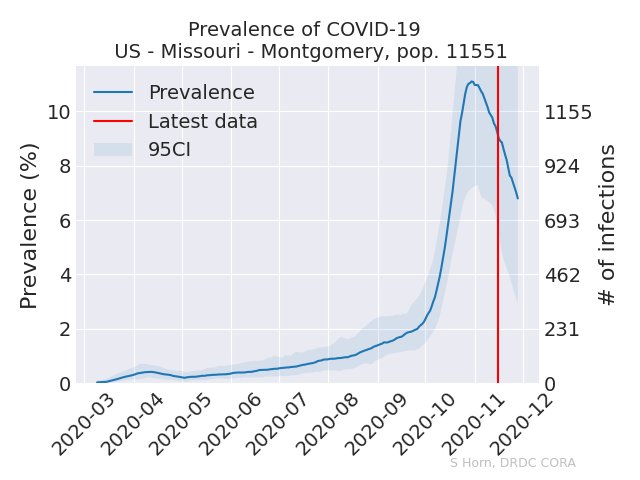 Prevalence of COVID-19
US - Missouri - Montgomery, pop. 11551
Prevalence
Latest data
95CI
Prevalence (%)
10
8
6
4
2
0
1155
924
693
462
231
0
# of infections
2020-03
2020-04
2020-05
2020-06
2020-07
2020-08
2020-09
2020-10
2020-11
2020-12
S Horn, DRDC CORA